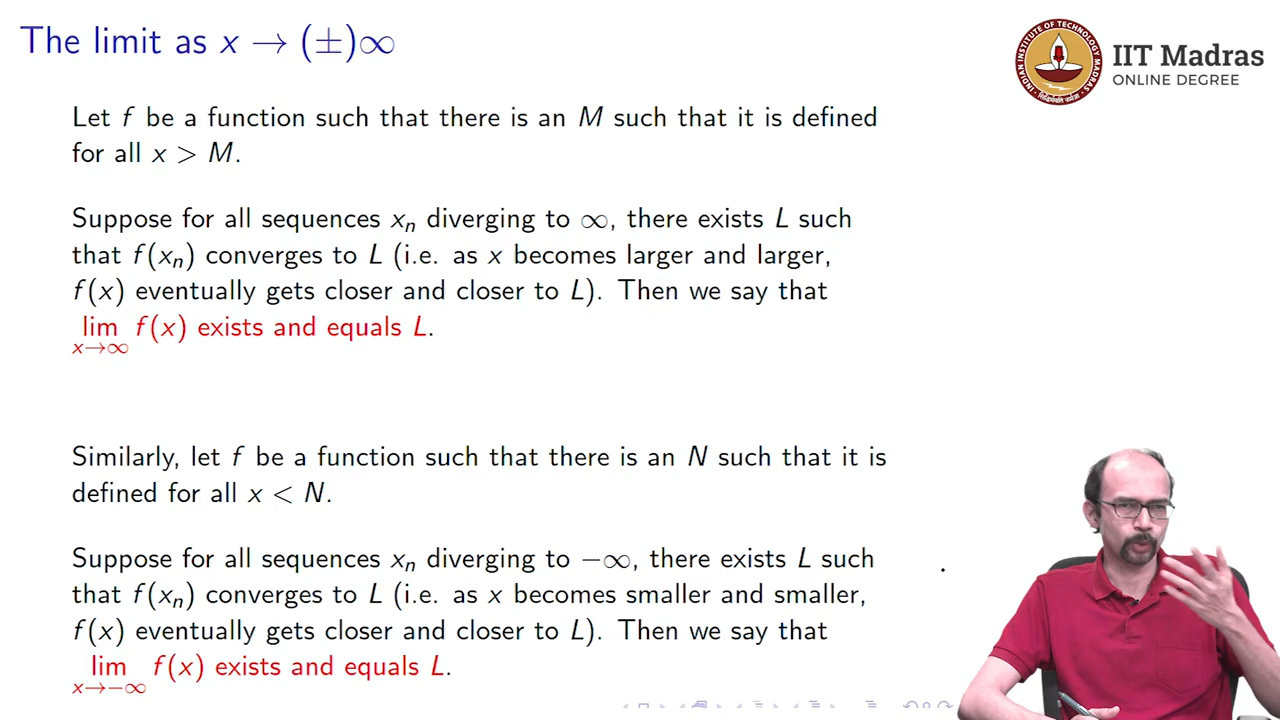 The limit as x → (±)∞
IIT Madras
ONLINE DEGREE
INDIAN INSTITUTE OF TECHNOLOGY MADRAS
Let f be a function such that there is an M such that it is defined
for all x > M.
Suppose for all sequences xₙ diverging to ∞, there exists L such
that f(xₙ) converges to L (i.e. as x becomes larger and larger,
f(x) eventually gets closer and closer to L). Then we say that
lim f(x) exists and equals L.
x→∞
Similarly, let f be a function such that there is an N such that it is
defined for all x < N.
Suppose for all sequences xₙ diverging to −∞, there exists L such
that f(xₙ) converges to L (i.e. as x becomes smaller and smaller,
f(x) eventually gets closer and closer to L). Then we say that
lim f(x) exists and equals L.
x→−∞